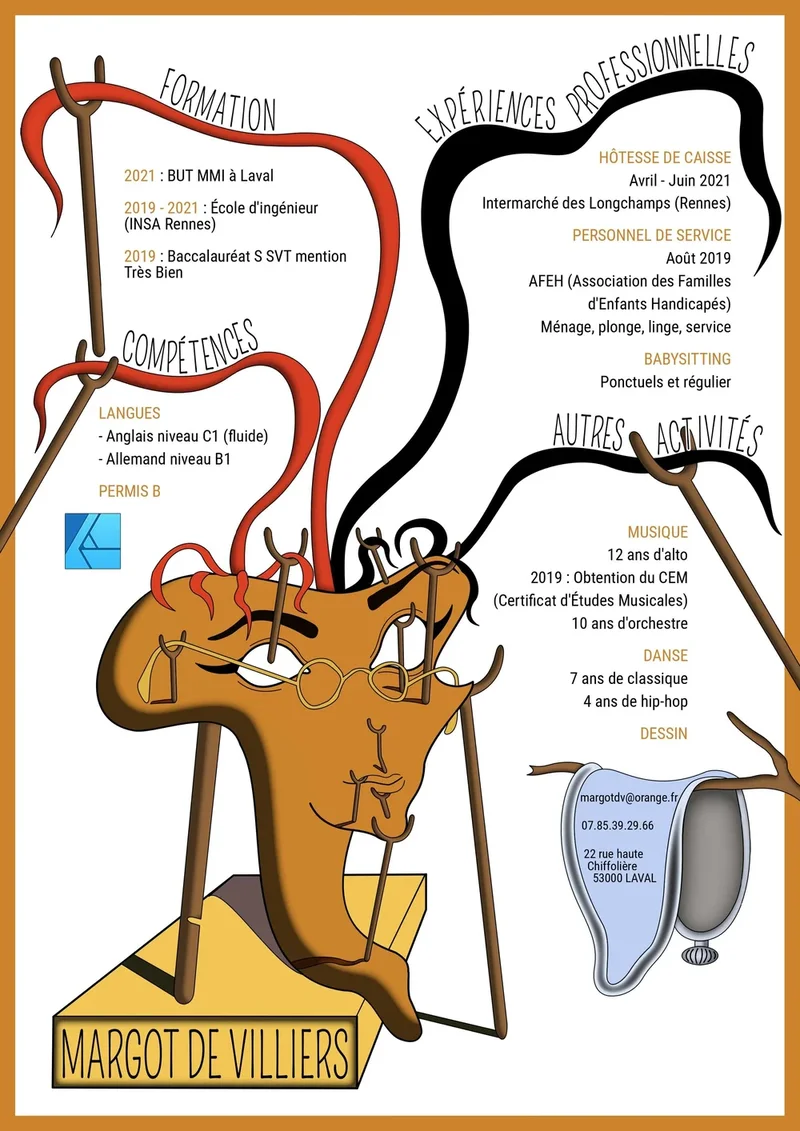 FORMATION
2021 : BUT MMI à Laval
2019 - 2021 : École d'ingénieur
(INSA Rennes)
2019 : Baccalauréat S SVT mention
Très Bien
COMPÉTENCES
LANGUES
- Anglais niveau C1 (fluide)
- Allemand niveau B1
PERMIS B
EXPÉRIENCES PROFESSIONNELLES
HÔTESSE DE CAISSE
Avril - Juin 2021
Intermarché des Longchamps (Rennes)
PERSONNEL DE SERVICE
Août 2019
AFEH (Association des Familles
d'Enfants Handicapés)
Ménage, plonge, linge, service
BABYSITTING
Ponctuels et régulier
AUTRES ACTIVITÉS
MUSIQUE
12 ans d'alto
2019 : Obtention du CEM
(Certificat d'Études Musicales)
10 ans d'orchestre
DANSE
7 ans de classique
4 ans de hip-hop
DESSIN
margotdv@orange.fr
07.85.39.29.66
22 rue haute
Chiffolière
53000 LAVAL
MARGOT DE VILLIERS